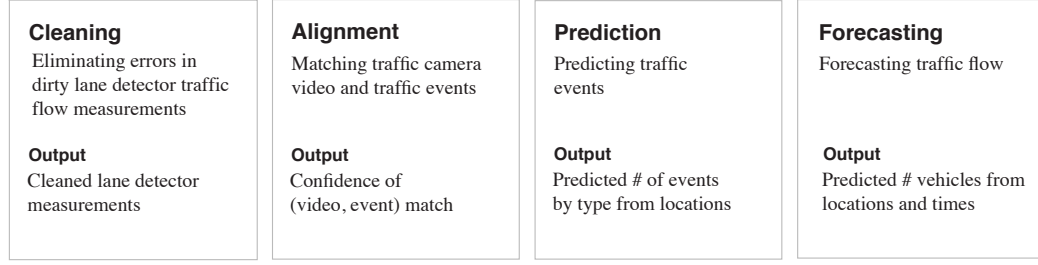 Cleaning
Eliminating errors in
dirty lane detector traffic
flow measurements
Output
Cleaned lane detector
measurements
Alignment
Matching traffic camera
video and traffic events
Output
Confidence of
(video, event) match
Prediction
Predicting traffic
events
Output
Predicted # of events
by type from locations
Forecasting
Forecasting traffic flow
Output
Predicted # vehicles from
locations and times